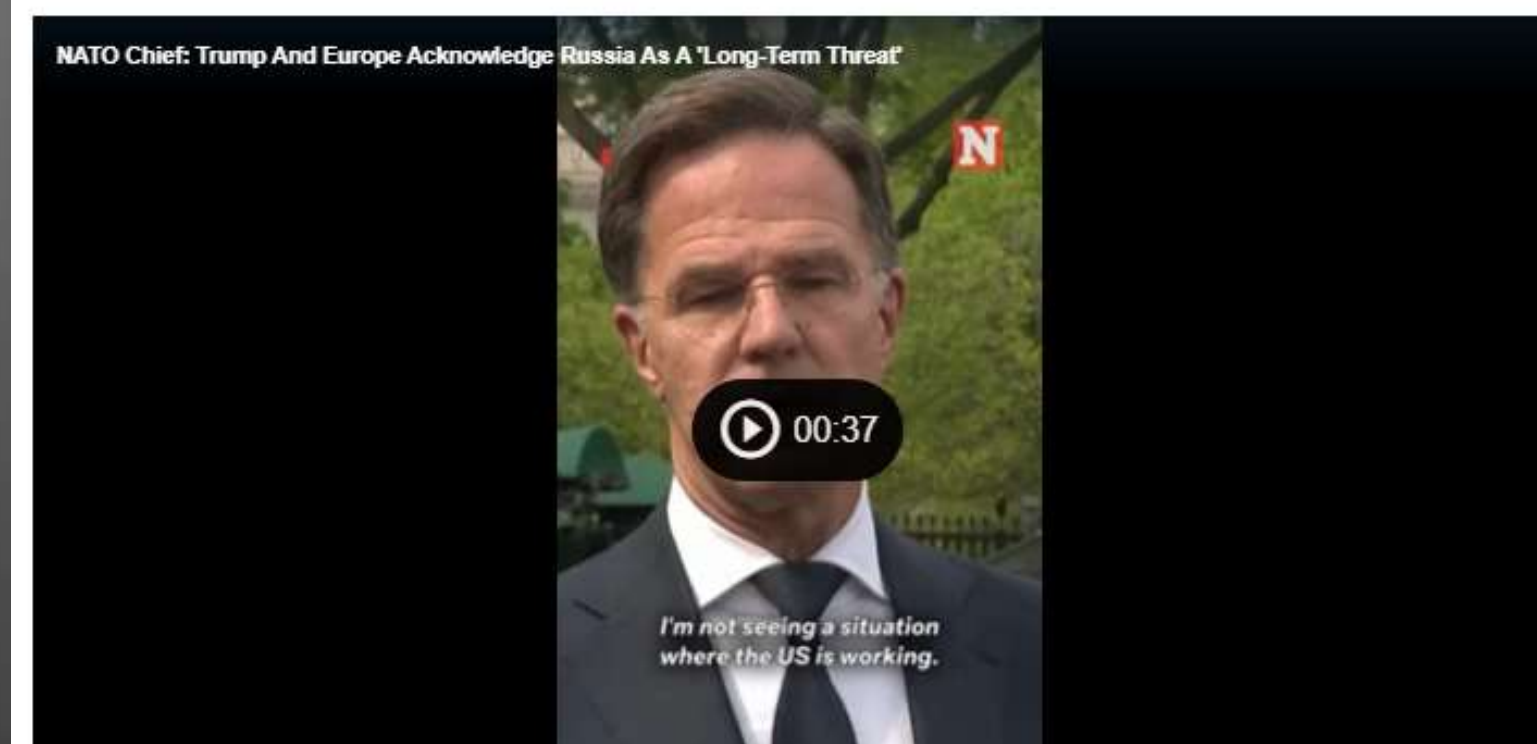 NATO Chief: Trump And Europe Acknowledge Russia As A 'Long-Term Threat'
N
00:37
I'm not seeing a situation
where the US is working.